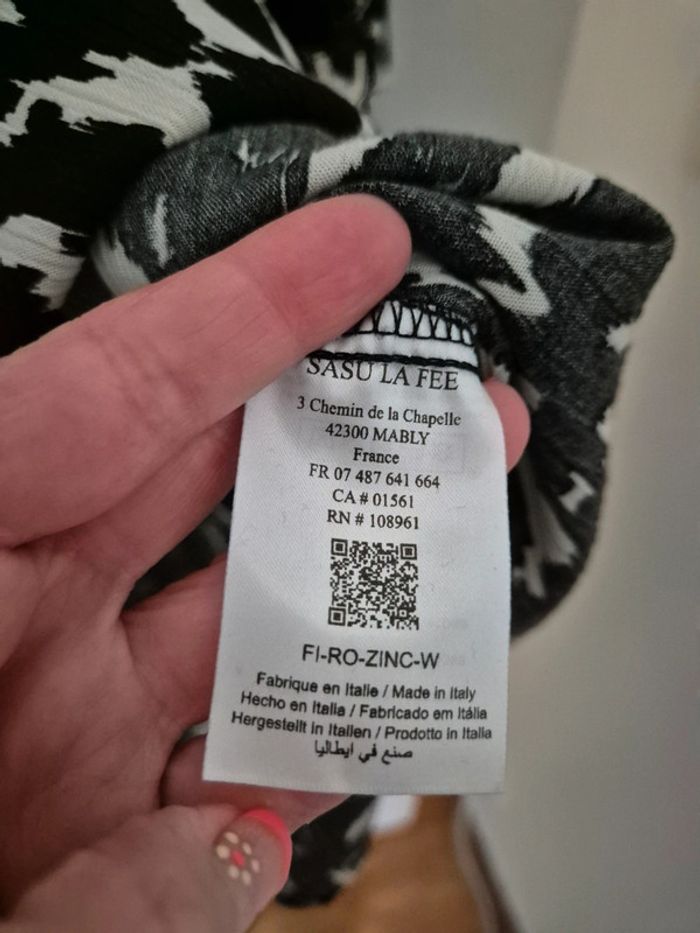 SASU LA FEE
3 Chemin de la Chapelle
42300 MABLY
France
FR 07 487 641 664
CA # 01561
RN # 108961
FI-RO-ZINC-W
Fabrique en Italie / Made in Italy
Hecho en Italia / Fabricado em Itália
Hergestellt in Italien / Prodotto in Italia
صنع في ايطاليا